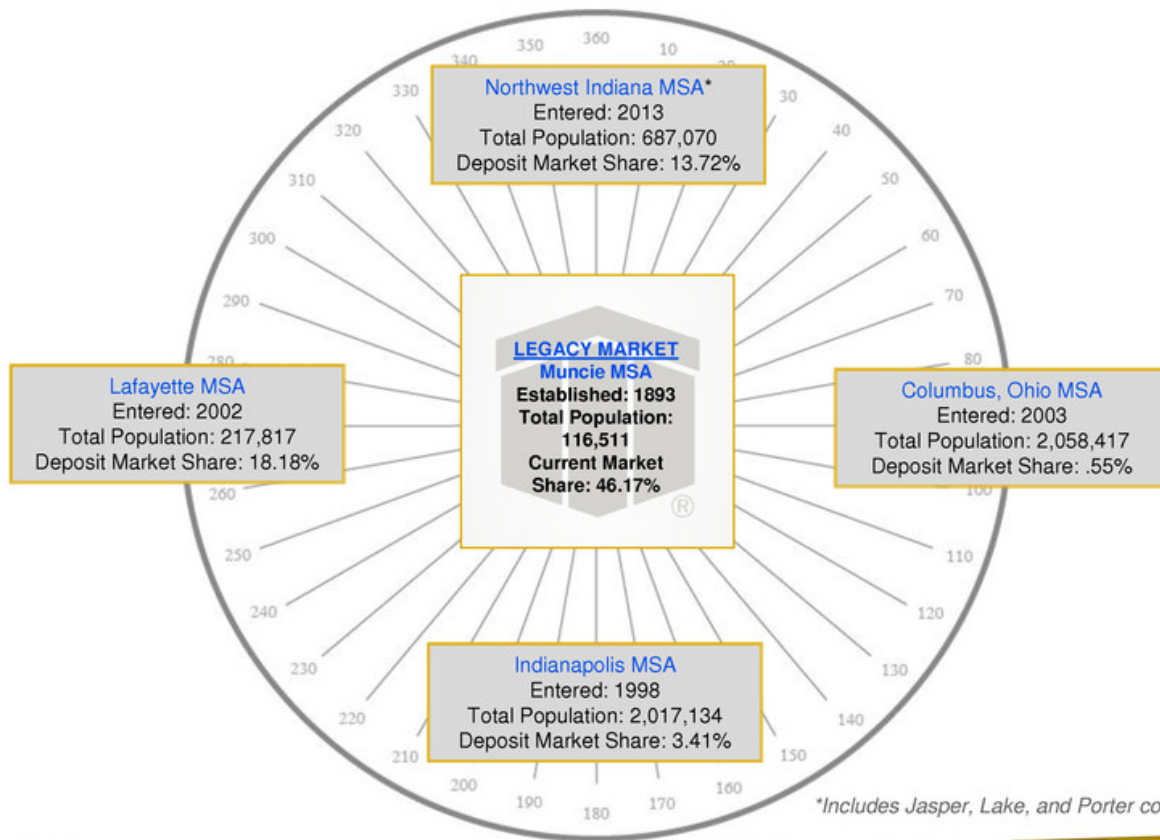 350
360
10
340
330
30
320
40
310
50
300
60
290
70
280
80
260
100
250
110
240
120
230
130
220
140
210
150
200
160
190
180
170
Northwest Indiana MSA*
Entered: 2013
Total Population: 687,070
Deposit Market Share: 13.72%
Lafayette MSA
Entered: 2002
Total Population: 217,817
Deposit Market Share: 18.18%
LEGACY MARKET
Muncie MSA
Established: 1893
Total Population:
116,511
Current Market
Share: 46.17%
®
Columbus, Ohio MSA
Entered: 2003
Total Population: 2,058,417
Deposit Market Share: .55%
Indianapolis MSA
Entered: 1998
Total Population: 2,017,134
Deposit Market Share: 3.41%
*Includes Jasper, Lake, and Porter co